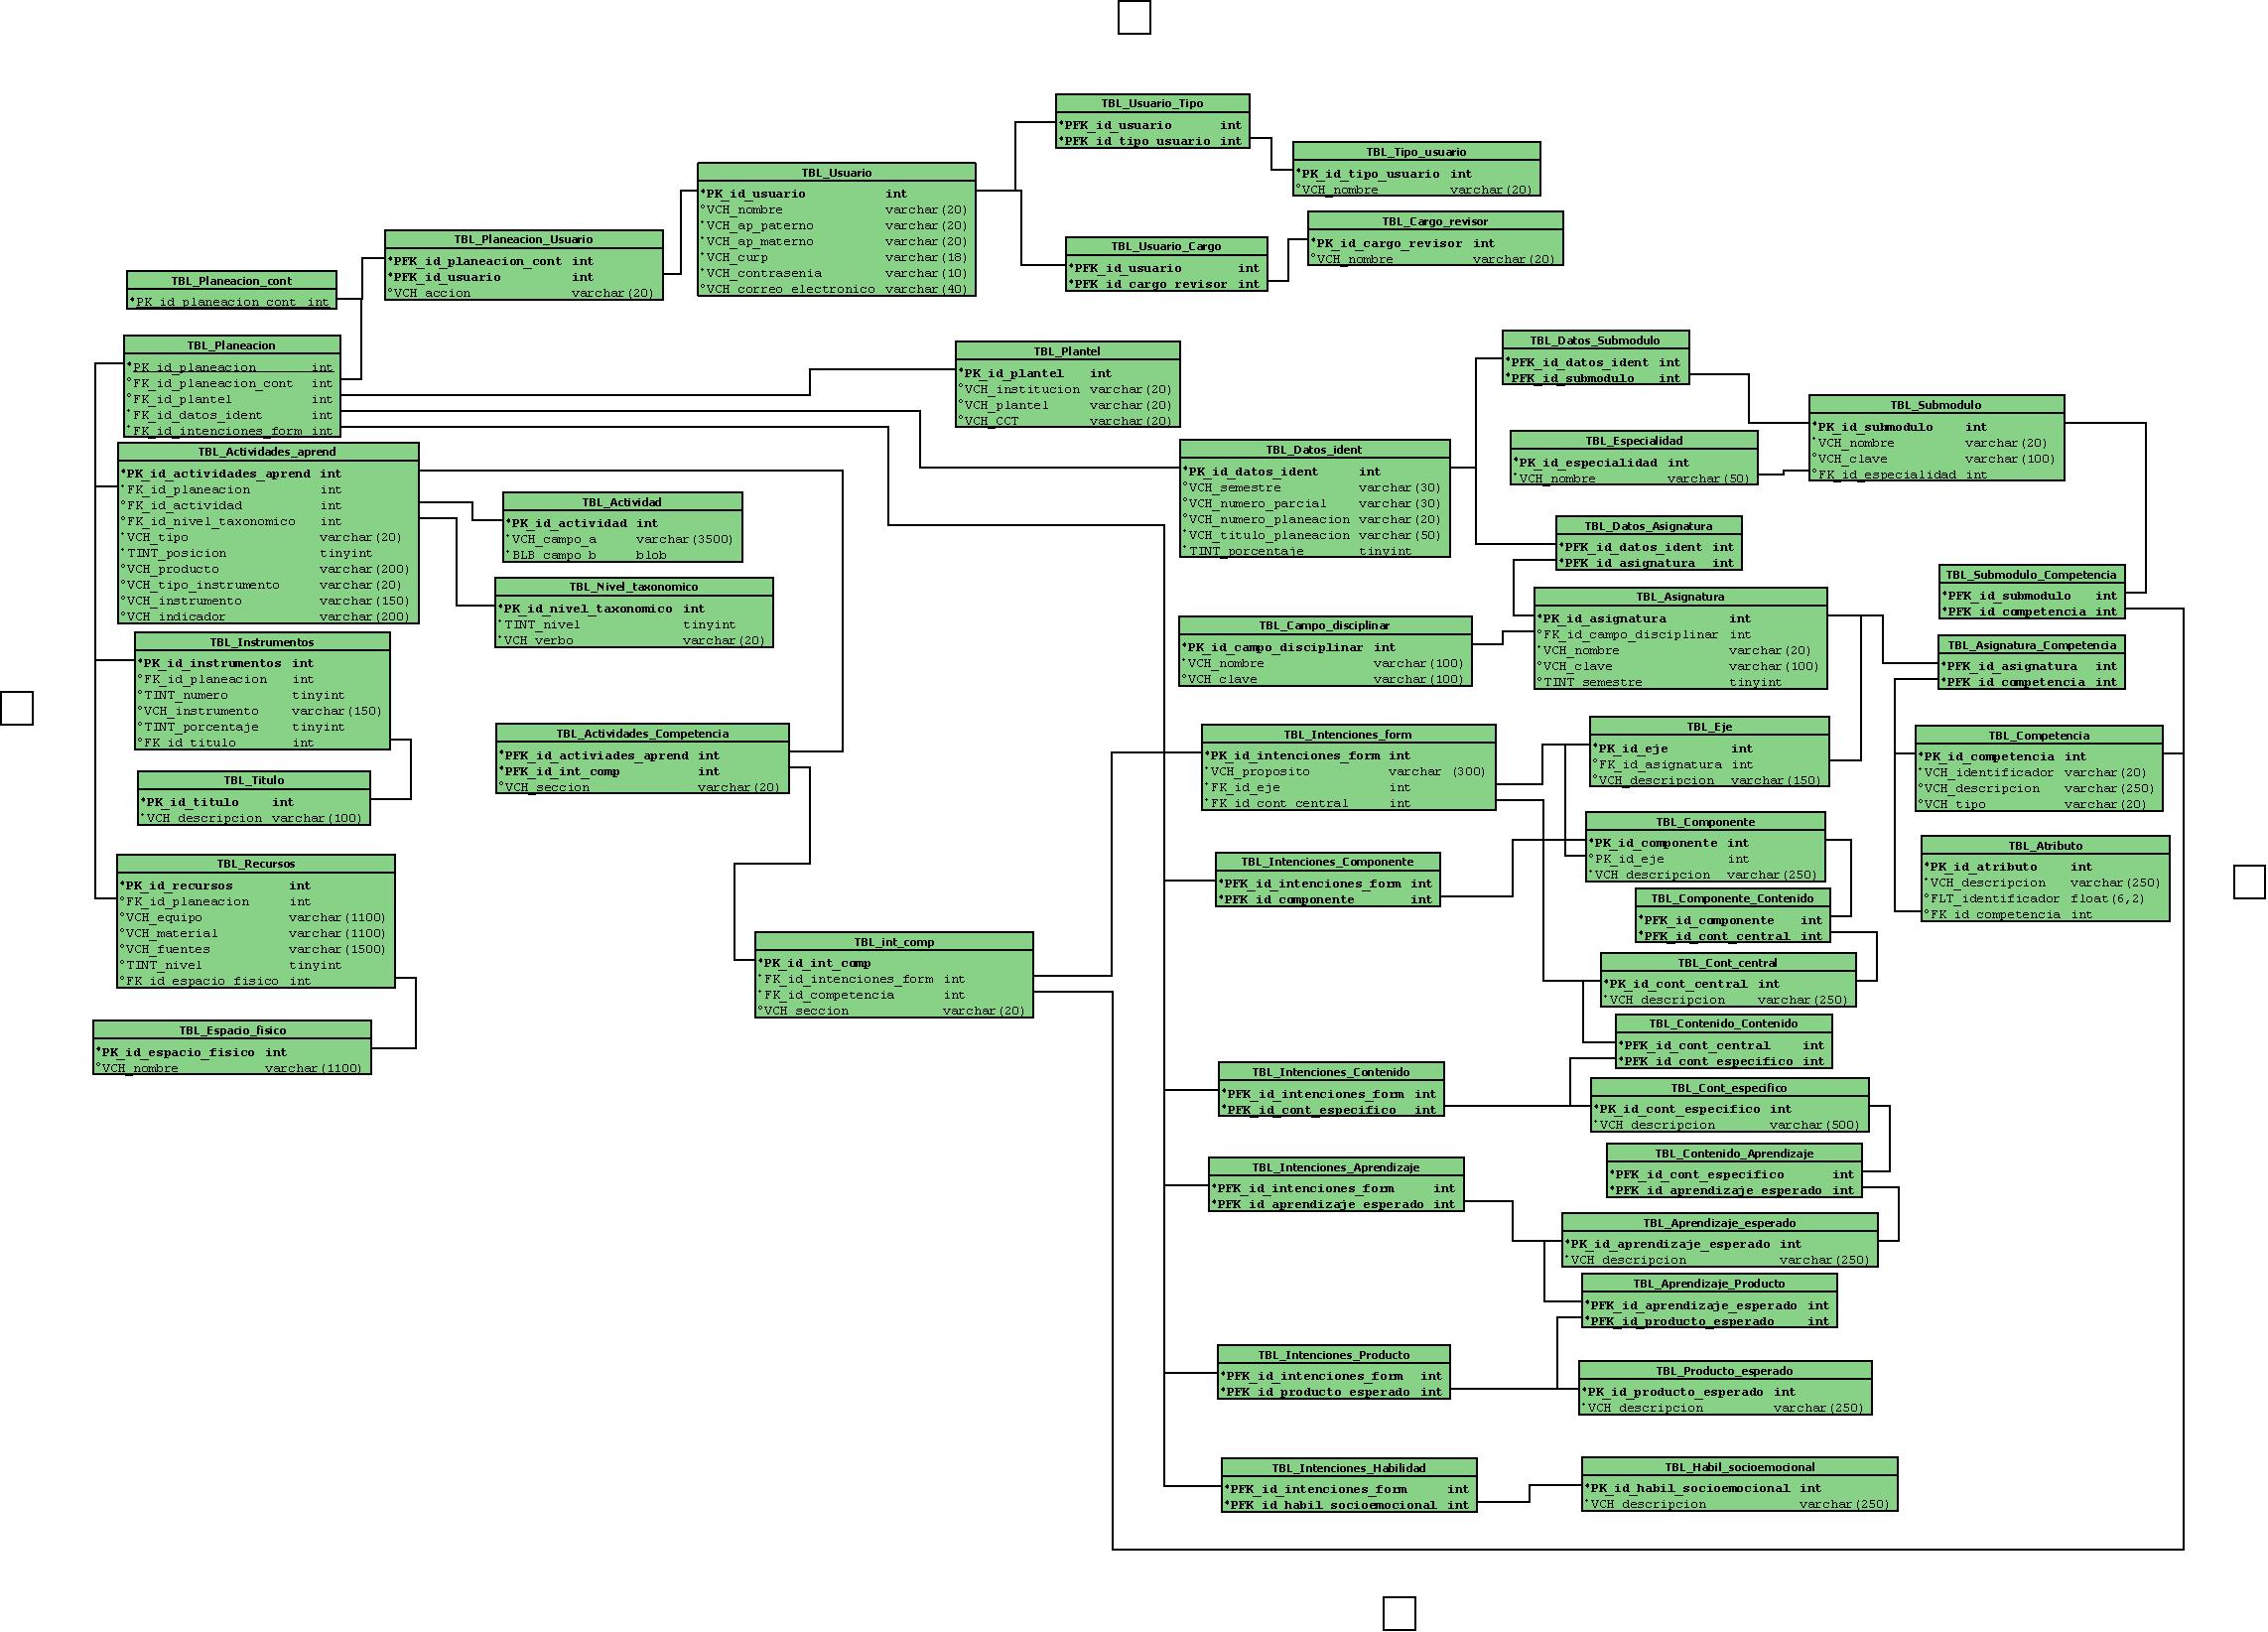 TBL_Usuario_Tipo
PFK_id_usuario int
PFK_id_tipo_usuario int
TBL_Tipo_usuario
PK_id_tipo_usuario int
VCH_nombre varchar(20)
TBL_Usuario
PK_id_usuario int
VCH_nombre varchar(20)
VCH_ap_paterno varchar(20)
VCH_ap_materno varchar(20)
VCH_curp varchar(18)
VCH_contrasenia varchar(10)
VCH_correo_electronico varchar(40)
TBL_Cargo_revisor
PK_id_cargo_revisor int
VCH_nombre varchar(20)
TBL_Usuario_Cargo
PFK_id_usuario int
PFK_id_cargo_revisor int
TBL_Planeacion_Usuario
PFK_id_planeacion_cont int
PFK_id_usuario int
VCH_accion varchar(20)
TBL_Planeacion_cont
PK_id_planeacion_cont int
TBL_Planeacion
PK_id_planeacion int
FK_id_planeacion_cont int
FK_id_plantel int
FK_id_datos_ident int
FK_id_intenciones_form int
TBL_Plantel
PK_id_plantel int
VCH_institucion varchar(20)
VCH_plantel varchar(20)
VCH_CCT varchar(20)
TBL_Datos_Submodulo
PFK_id_datos_ident int
PFK_id_submodulo int
TBL_Submodulo
PK_id_submodulo int
VCH_nombre varchar(20)
VCH_clave varchar(100)
FK_id_especialidad int
TBL_Especialidad
PK_id_especialidad int
VCH_nombre varchar(50)
TBL_Datos_ident
PK_id_datos_ident int
VCH_semestre varchar(30)
VCH_numero_parcial varchar(30)
VCH_numero_planeacion varchar(20)
VCH_titulo_planeacion varchar(50)
TINT_porcentaje tinyint
TBL_Actividades_aprend
PK_id_actividades_aprend int
FK_id_planeacion int
FK_id_actividad int
FK_id_nivel_taxonomico int
VCH_tipo varchar(20)
TINT_posicion tinyint
VCH_producto varchar(200)
VCH_tipo_instrumento varchar(20)
VCH_instrumento varchar(150)
VCH_indicador varchar(200)
TBL_Actividad
PK_id_actividad int
VCH_campo_a varchar(3500)
BLB_campo_b blob
TBL_Nivel_taxonomico
PK_id_nivel_taxonomico int
TINT_nivel tinyint
VCH_verbo varchar(20)
TBL_Datos_Asignatura
PFK_id_datos_ident int
PFK_id_asignatura int
TBL_Submodulo_Competencia
PFK_id_submodulo int
PFK_id_competencia int
TBL_Asignatura
PK_id_asignatura int
FK_id_campo_disciplinar int
VCH_nombre varchar(20)
VCH_clave varchar(100)
TINT_semestre tinyint
TBL_Campo_disciplinar
PK_id_campo_disciplinar int
VCH_nombre varchar(100)
VCH_clave varchar(100)
TBL_Asignatura_Competencia
PFK_id_asignatura int
PFK_id_competencia int
TBL_Instrumentos
PK_id_instrumentos int
FK_id_planeacion int
TINT_numero tinyint
VCH_instrumento varchar(150)
TINT_porcentaje tinyint
FK_id_titulo int
TBL_Titulo
PK_id_titulo int
VCH_descripcion varchar(100)
TBL_Actividades_Competencia
PFK_id_activiades_aprend int
PFK_id_int_comp int
VCH_seccion varchar(20)
TBL_Intenciones_form
PK_id_intenciones_form int
VCH_proposito varchar (300)
FK_id_eje int
FK_id_cont_central int
TBL_Eje
PK_id_eje int
FK_id_asignatura int
VCH_descripcion varchar(150)
TBL_Competencia
PK_id_competencia int
VCH_identificador varchar(20)
VCH_descripcion varchar(250)
VCH_tipo varchar(20)
TBL_Componente
PK_id_componente int
PK_id_eje int
VCH_descripcion varchar(250)
TBL_Atributo
PK_id_atributo int
VCH_descripcion varchar(250)
FLT_identificador float(6,2)
FK_id_competencia int
TBL_Intenciones_Componente
PFK_id_intenciones_form int
PFK_id_componente int
TBL_Componente_Contenido
PFK_id_componente int
PFK_id_cont_central int
TBL_Recursos
PK_id_recursos int
FK_id_planeacion int
VCH_equipo varchar(1100)
VCH_material varchar(1100)
VCH_fuentes varchar(1500)
TINT_nivel tinyint
FK_id_espacio_fisico int
TBL_int_comp
PK_id_int_comp
FK_id_intenciones_form int
FK_id_competencia int
VCH_seccion varchar(20)
TBL_Cont_central
PK_id_cont_central int
VCH_descripcion varchar(250)
TBL_Espacio_fisico
PK_id_espacio_fisico int
VCH_nombre varchar(1100)
TBL_Contenido_Contenido
PFK_id_cont_central int
PFK_id_cont_especifico int
TBL_Intenciones_Contenido
PFK_id_intenciones_form int
PFK_id_cont_especifico int
TBL_Cont_especifico
PK_id_cont_especifico int
VCH_descripcion varchar(500)
TBL_Contenido_Aprendizaje
PFK_id_cont_especifico int
PFK_id_aprendizaje_esperado int
TBL_Intenciones_Aprendizaje
PFK_id_intenciones_form int
PFK_id_aprendizaje_esperado int
TBL_Aprendizaje_esperado
PK_id_aprendizaje_esperado int
VCH_descripcion varchar(250)
TBL_Aprendizaje_Producto
PFK_id_aprendizaje_esperado int
PFK_id_producto_esperado int
TBL_Intenciones_Producto
PFK_id_intenciones_form int
PFK_id_producto_esperado int
TBL_Producto_esperado
PK_id_producto_esperado int
VCH_descripcion varchar(250)
TBL_Intenciones_Habilidad
PFK_id_intenciones_form int
PFK_id_habil_socioemocional int
TBL_Habil_socioemocional
PK_id_habil_socioemocional int
VCH_descripcion varchar(250)